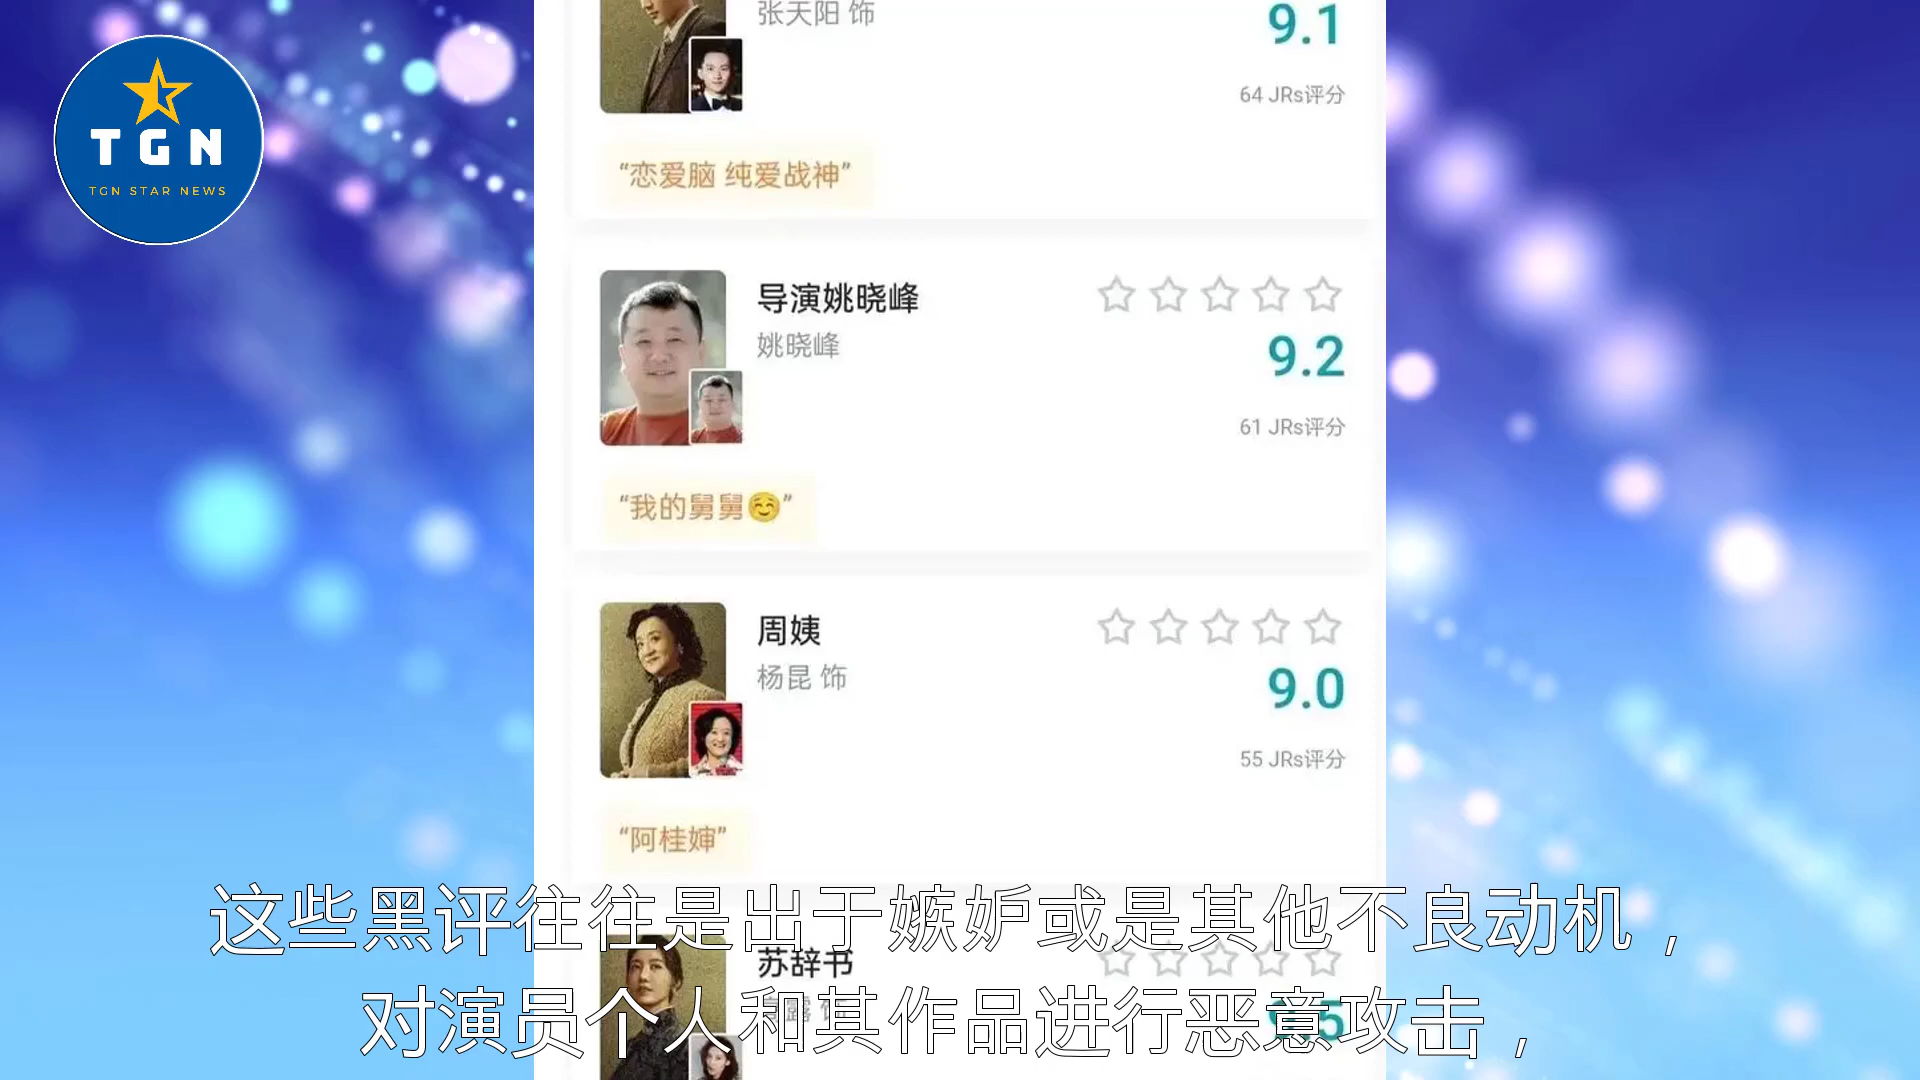 TGN
TGN STAR NEWS
张天阳 饰
9.1
64 JRs评分
“恋爱脑 纯爱战神”
导演姚晓峰
姚晓峰
9.2
61 JRs评分
“我的舅舅☺️”
周姨
杨昆 饰
9.0
55 JRs评分
“阿桂婶”
苏辞书
这些黑评往往是出于嫉妒或是其他不良动机，
对演员个人和其作品进行恶意攻击，